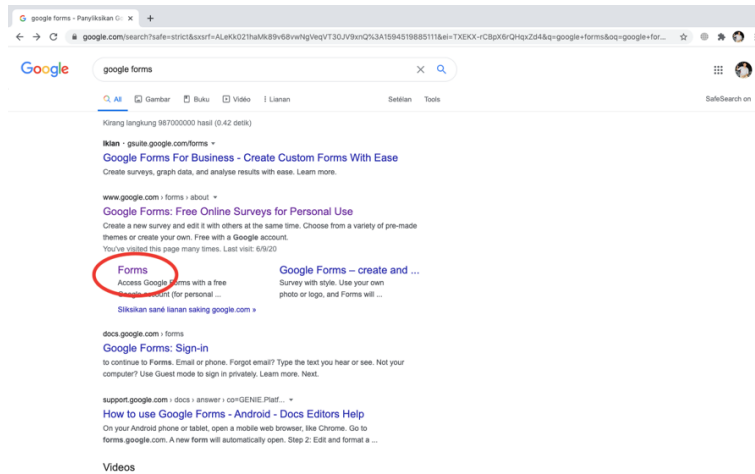 google forms - Panyliksikan Go
google.com/search?safe=strict&sxsrf=ALeKk021haMk89v68vwNgVeqVT30JV9xnQ%3A1594519885111&ei=TXEKX-rCBpX6rQHqxZd4&q=google+forms&oq=google+for...
Google
google forms
All Gambar Buku Vidéo Lianan Setélan Tools
SafeSearch on
Kirang langkung 987000000 hasil (0.42 detik)
Iklan · gsuite.google.com/forms
Google Forms For Business - Create Custom Forms With Ease
Create surveys, graph data, and analyse results with ease. Learn more.
www.google.com › forms › about
Google Forms: Free Online Surveys for Personal Use
Create a new survey and edit it with others at the same time. Choose from a variety of pre-made
themes or create your own. Free with a Google account.
You've visited this page many times. Last visit: 6/9/20
Forms
Access Google Forms with a free
Google account (for personal ...
Google Forms – create and ...
Survey with style. Use your own
photo or logo, and Forms will ...
Sliksikan sané lianan saking google.com »
docs.google.com › forms
Google Forms: Sign-in
to continue to Forms. Email or phone. Forgot email? Type the text you hear or see. Not your
computer? Use Guest mode to sign in privately. Learn more. Next.
support.google.com › docs › answer › co=GENIE.Platf...
How to use Google Forms - Android - Docs Editors Help
On your Android phone or tablet, open a mobile web browser, like Chrome. Go to
forms.google.com. A new form will automatically open. Step 2: Edit and format a ...
Videos